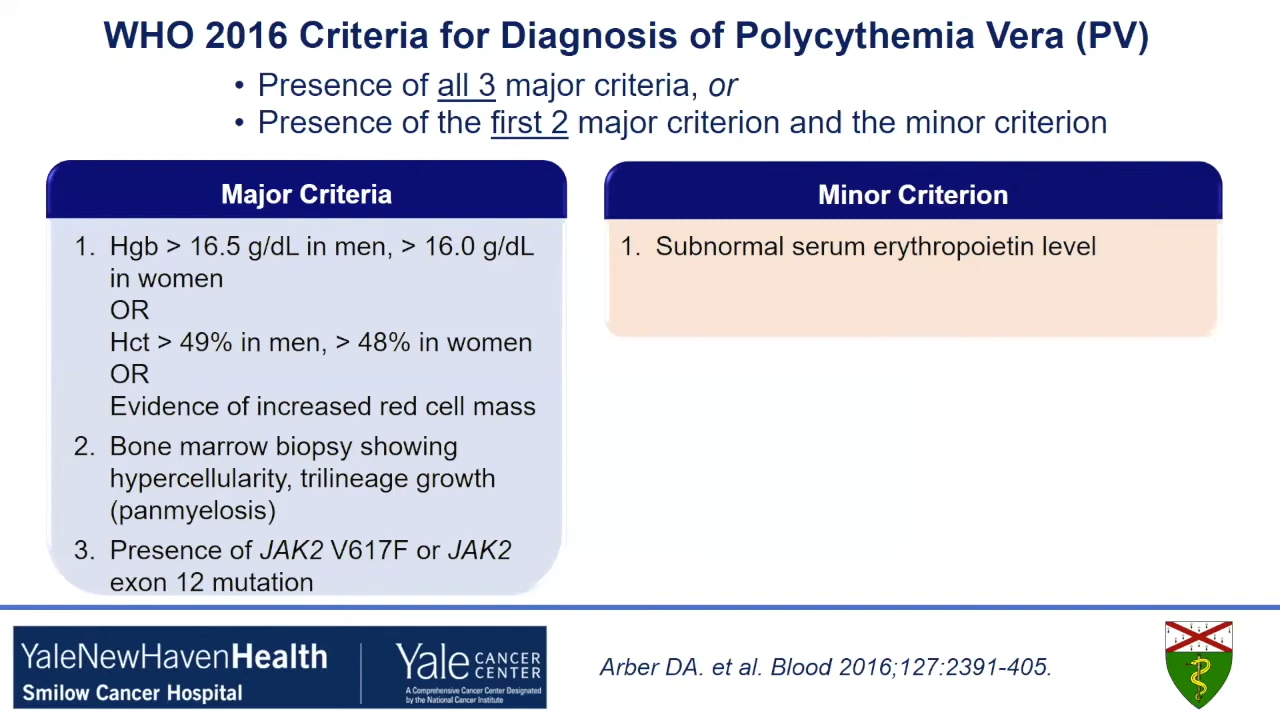 WHO 2016 Criteria for Diagnosis of Polycythemia Vera (PV)
• Presence of all 3 major criteria, or
• Presence of the first 2 major criterion and the minor criterion
Major Criteria
1. Hgb > 16.5 g/dL in men, > 16.0 g/dL
in women
OR
Hct > 49% in men, > 48% in women
OR
Evidence of increased red cell mass
2. Bone marrow biopsy showing
hypercellularity, trilineage growth
(panmyelosis)
3. Presence of JAK2 V617F or JAK2
exon 12 mutation
Minor Criterion
1. Subnormal serum erythropoietin level
YaleNewHavenHealth
Smilow Cancer Hospital
Yale CANCER
CENTER
A Comprehensive Cancer Center Designated
by the National Cancer Institute
Arber DA. et al. Blood 2016;127:2391-405.